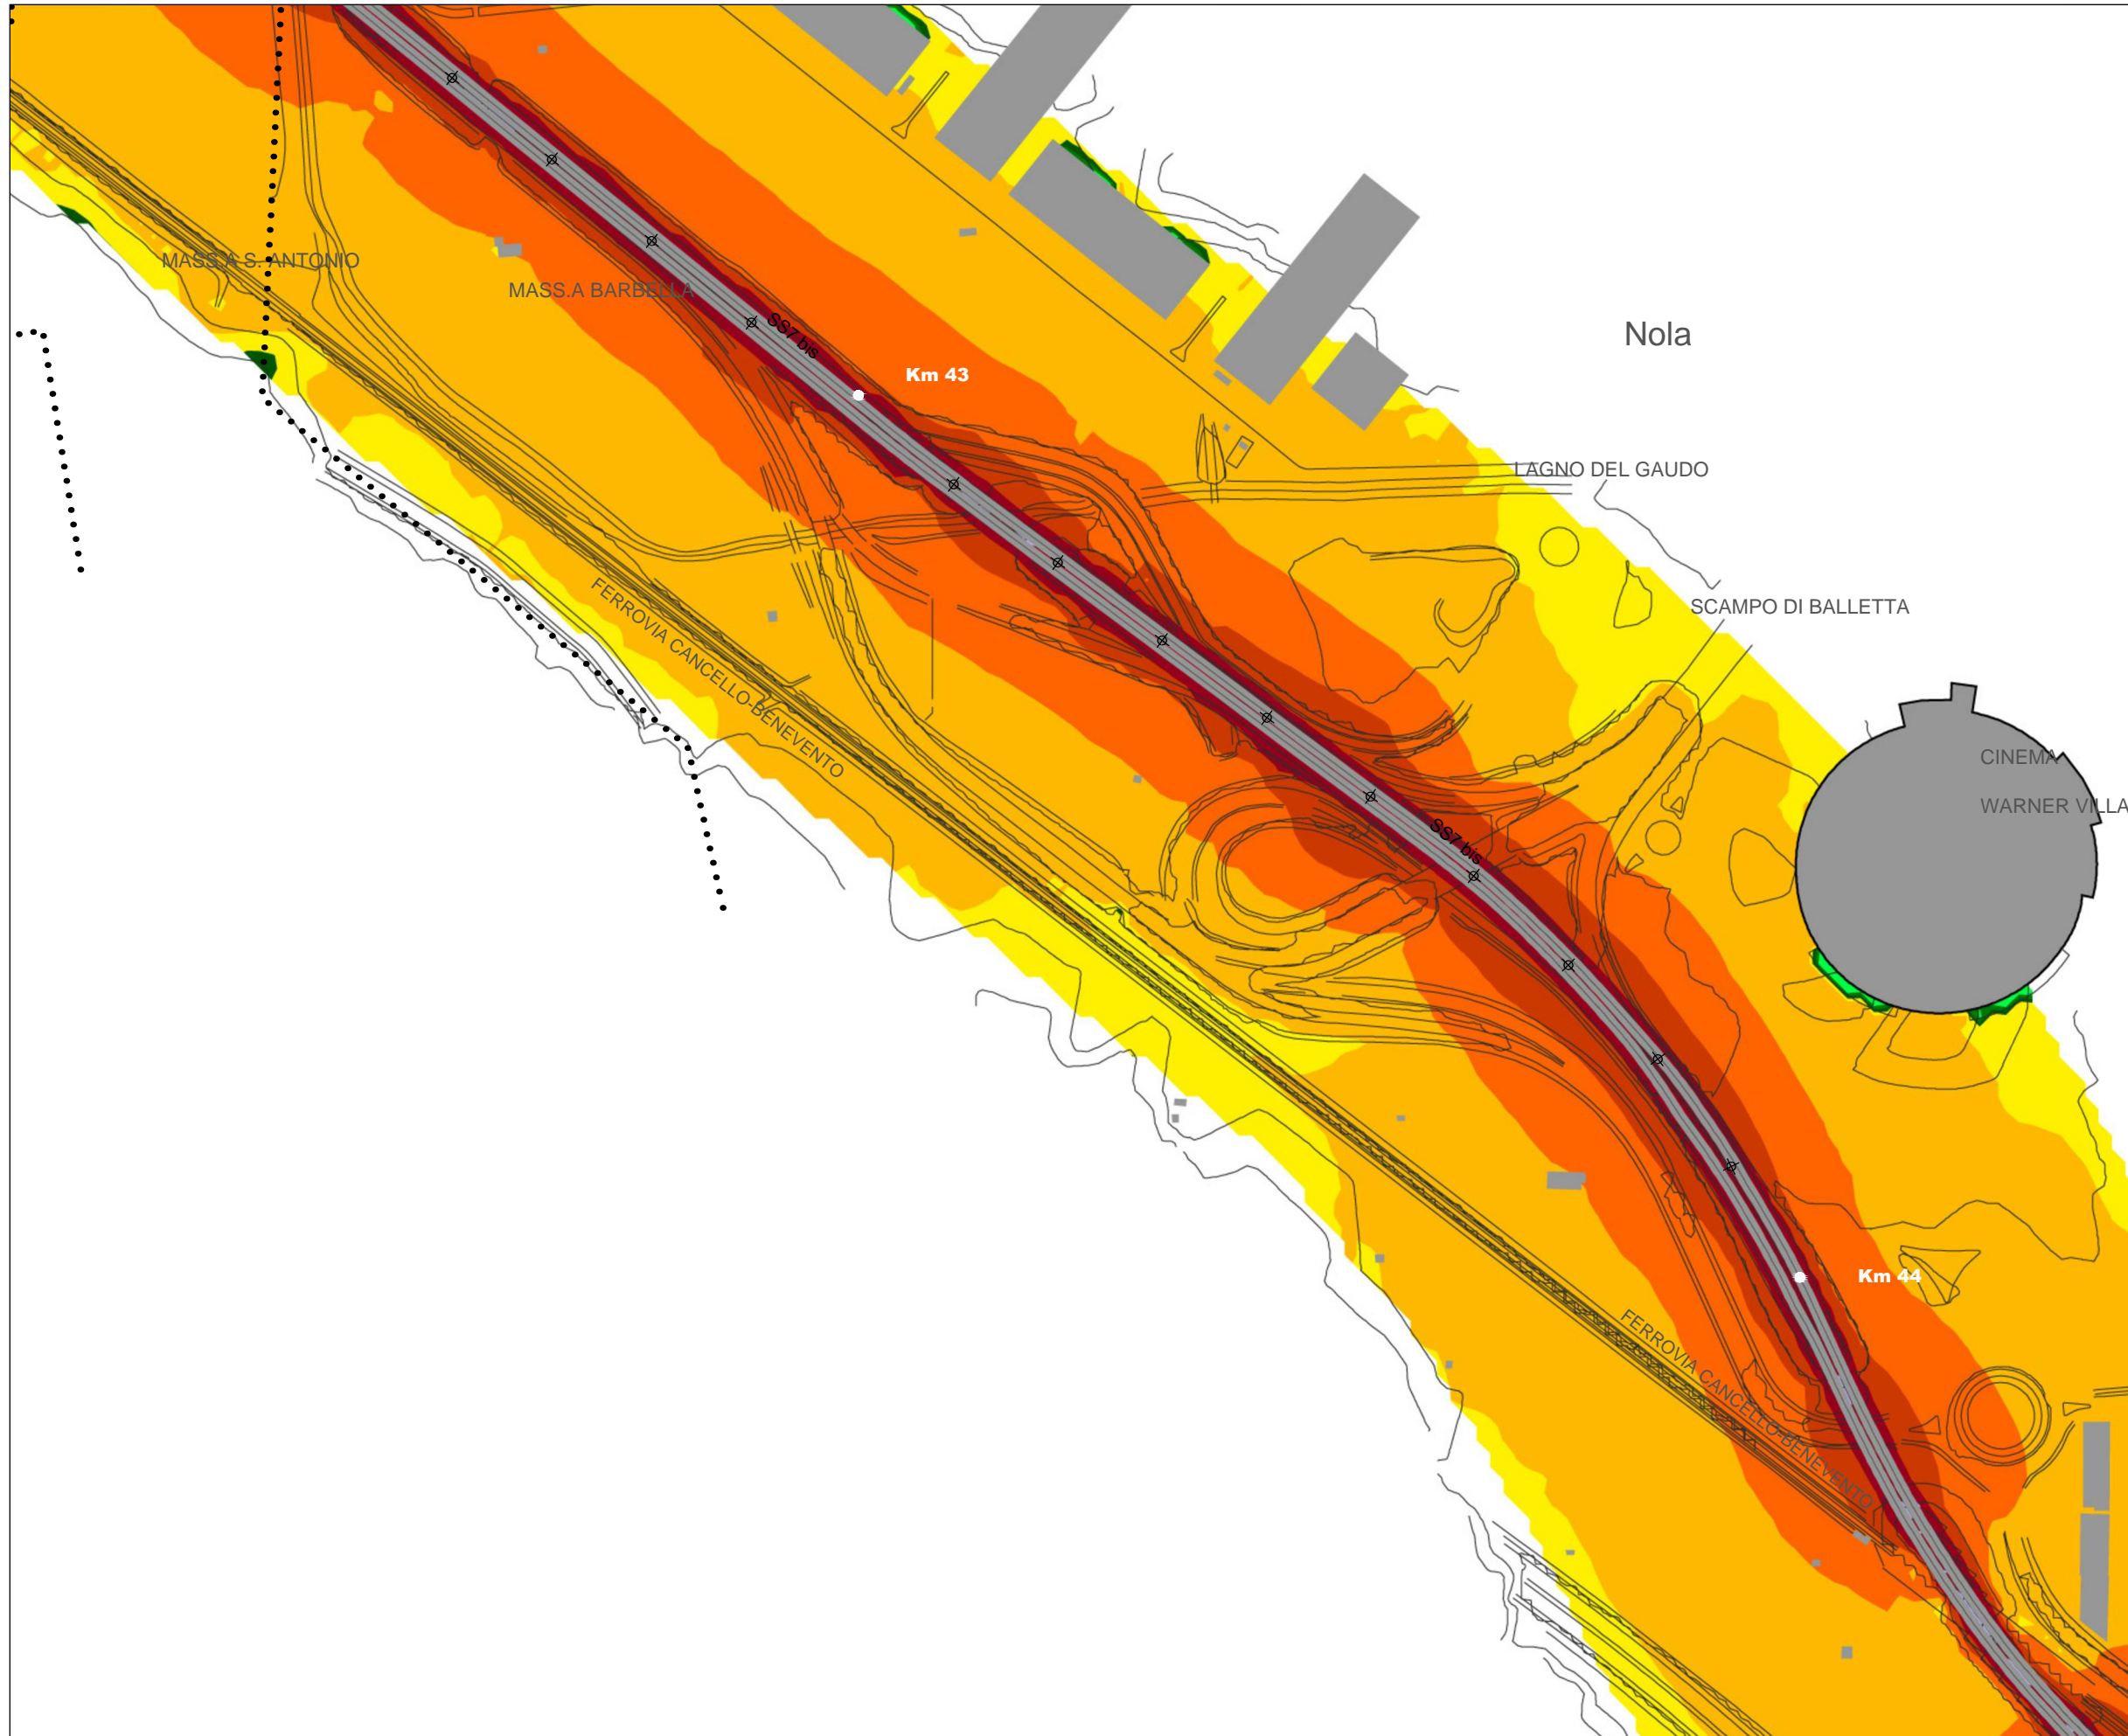 MASS.A S. ANTONIO
MASS.A BARBELLA
SS7 bis
Km 43
Nola
LAGNO DEL GAUDO
SCAMPO DI BALLETTA
FERROVIA CANCELLO-BENEVENTO
CINEMA
WARNER VILLA
SS7 bis
Km 44
FERROVIA CANCELLO-BENEVENTO